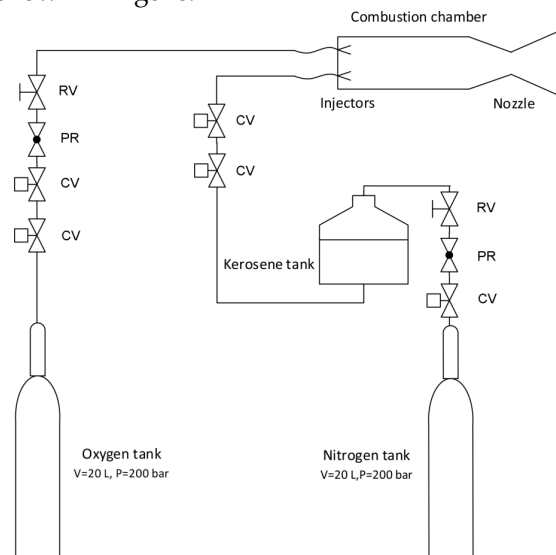 Combustion chamber
Injectors
Nozzle
RV
PR
CV
CV
CV
CV
Kerosene tank
RV
PR
CV
Oxygen tank
V=20 L, P=200 bar
Nitrogen tank
V=20 L,P=200 bar